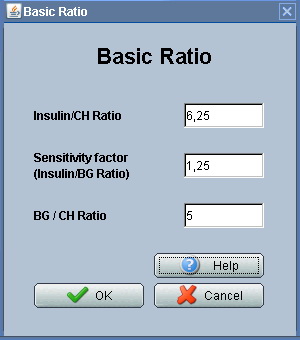 Basic Ratio
Basic Ratio
Insulin/CH Ratio
6,25
Sensitivity factor
(Insulin/BG Ratio)
1,25
BG / CH Ratio
5
Help
OK
Cancel